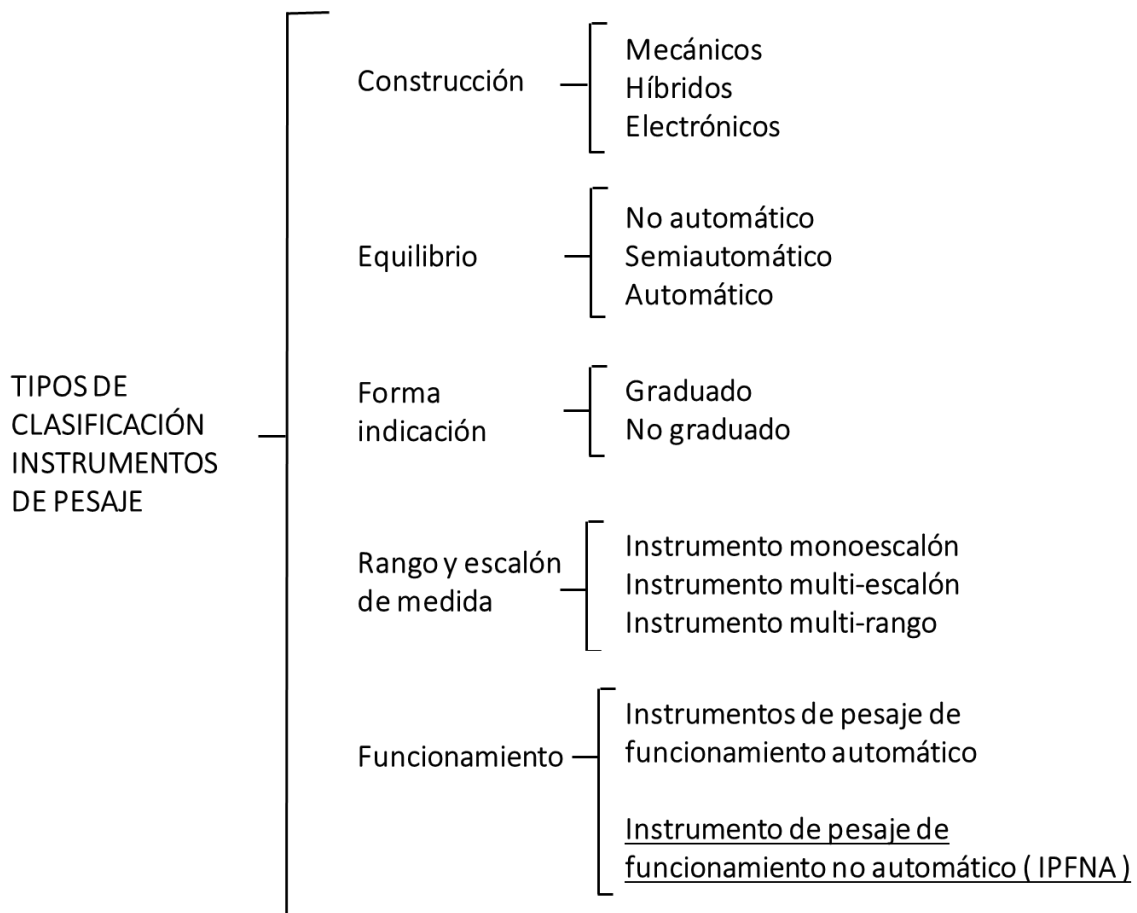 TIPOS DE
CLASIFICACIÓN
INSTRUMENTOS
DE PESAJE
Construcción
Mecánicos
Híbridos
Electrónicos
Equilibrio
No automático
Semiautomático
Automático
Forma
indicación
Graduado
No graduado
Rango y escalón
de medida
Instrumento monoescalón
Instrumento multi-escalón
Instrumento multi-rango
Funcionamiento
Instrumentos de pesaje de
funcionamiento automático
Instrumento de pesaje de
funcionamiento no automático ( IPFNA )